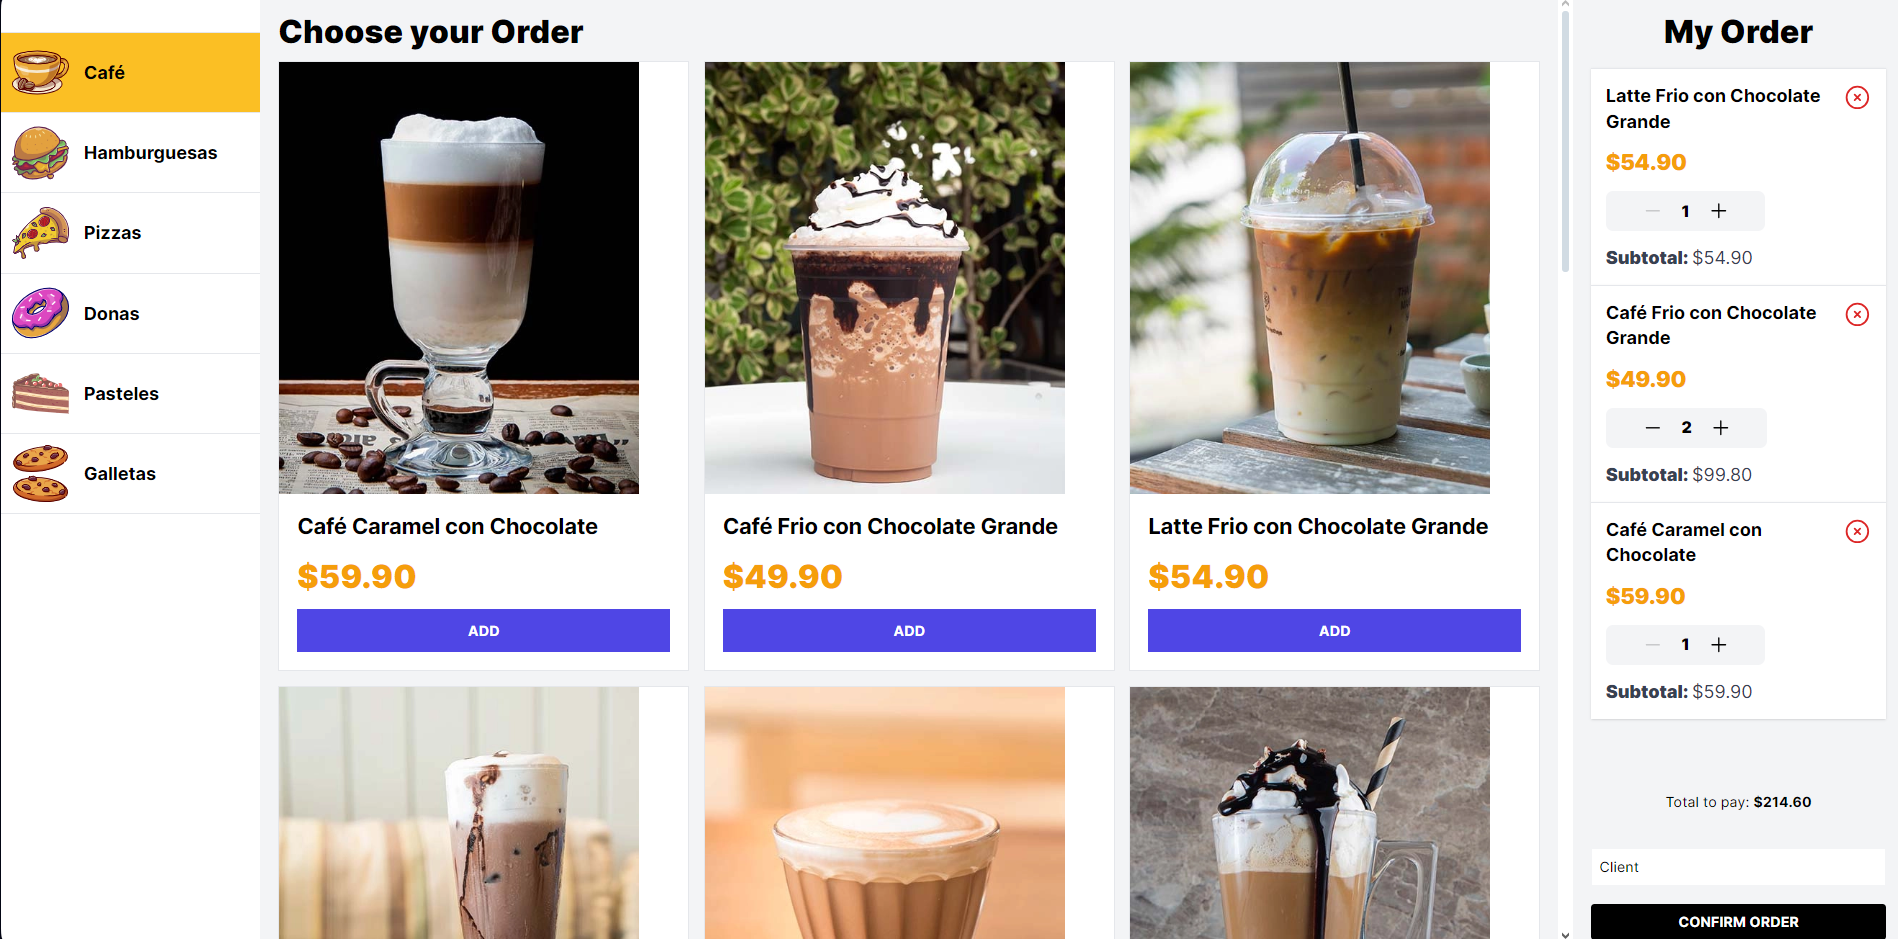 Café
Hamburguesas
Pizzas
Donas
Pasteles
Galletas
Choose your Order
Café Caramel con Chocolate
$59.90
ADD
Café Frio con Chocolate Grande
$49.90
ADD
Latte Frio con Chocolate Grande
$54.90
ADD
My Order
Latte Frio con Chocolate
Grande
$54.90
1
Subtotal: $54.90
Café Frio con Chocolate
Grande
$49.90
2
Subtotal: $99.80
Café Caramel con
Chocolate
$59.90
1
Subtotal: $59.90
Total to pay: $214.60
Client
CONFIRM ORDER